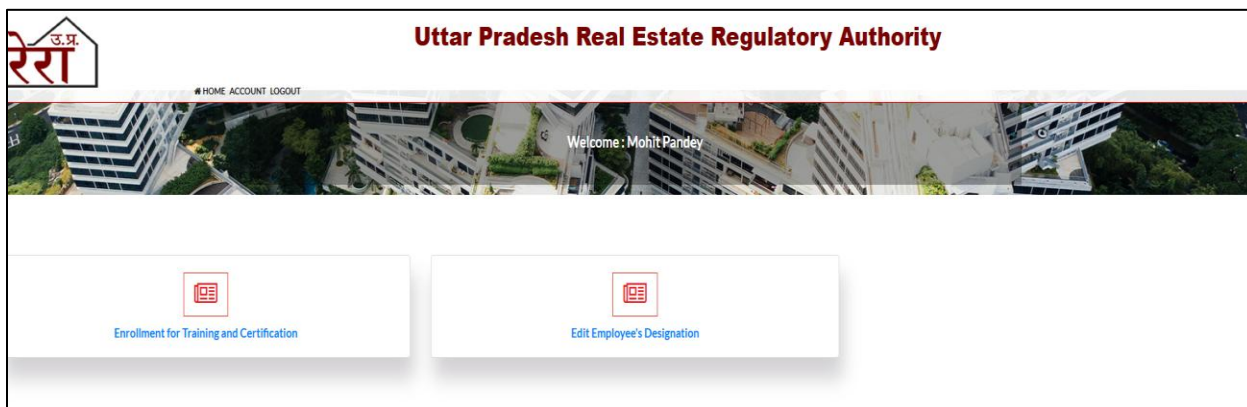 उ.प्र.
रेरा
Uttar Pradesh Real Estate Regulatory Authority
HOME ACCOUNT LOGOUT
Welcome : Mohit Pandey
Enrollment for Training and Certification
Edit Employee's Designation